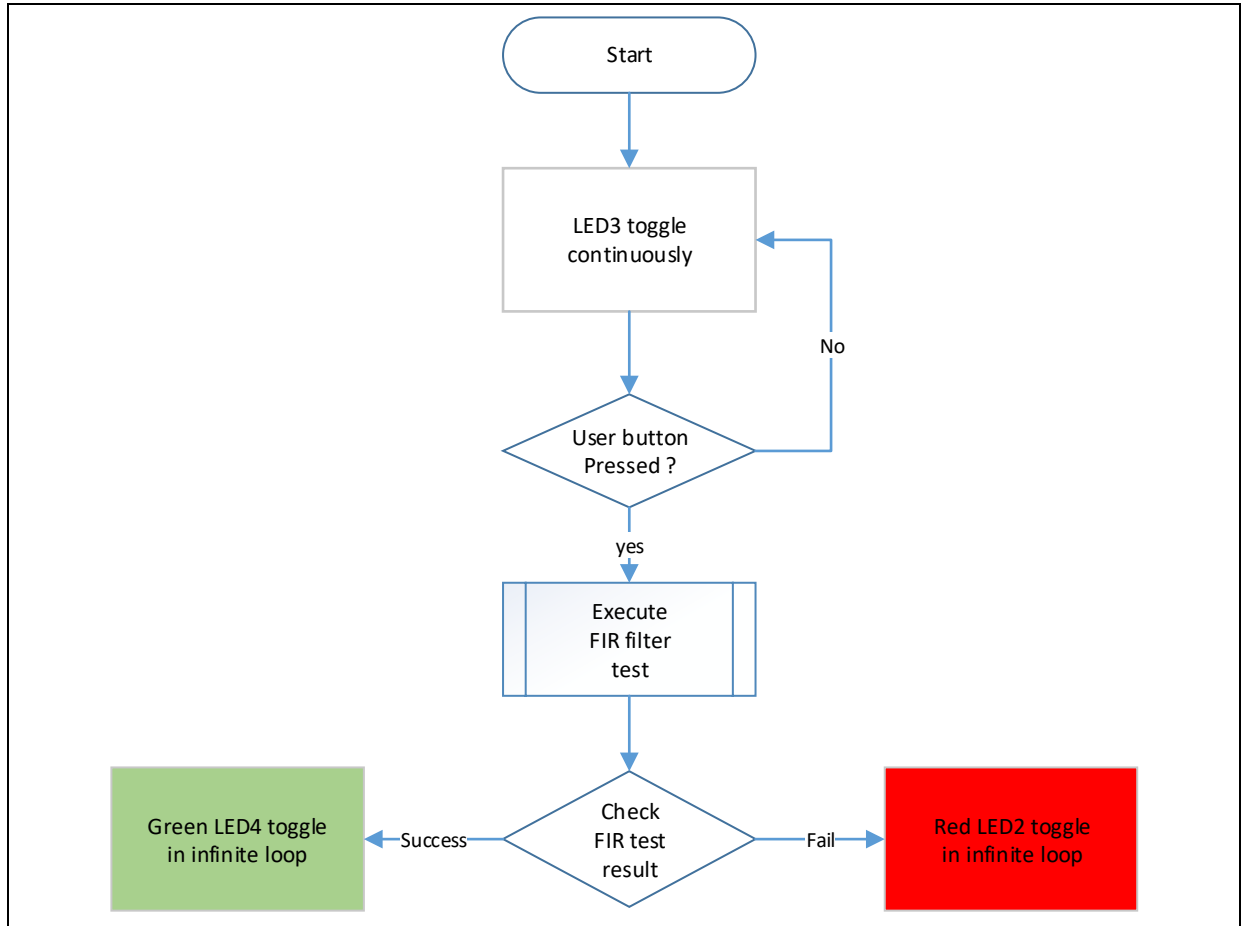 Start
LED3 toggle
continuously
No
User button
Pressed ?
yes
Execute
FIR filter
test
Green LED4 toggle
in infinite loop
Success
Check
FIR test
result
Fail
Red LED2 toggle
in infinite loop